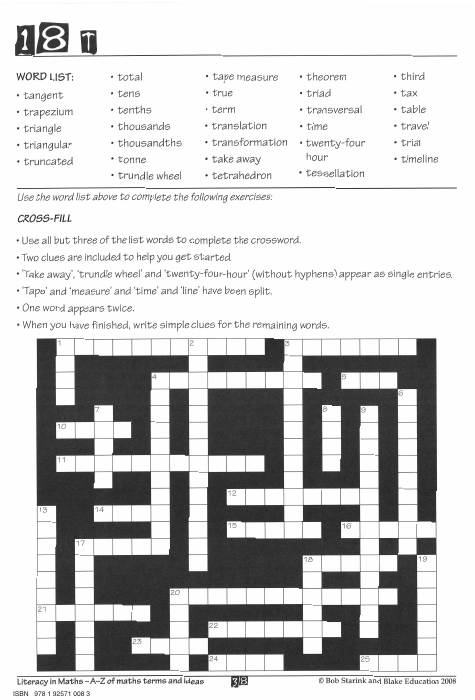 18 T
WORD LIST:
• tangent
• trapezium
• triangle
• triangular
• truncated
• total
• tens
• tenths
• thousands
• thousandths
• tonne
• trundle wheel
• tape measure
• true
• term
• translation
• transformation
• take away
• tetrahedron
• theorem
• triad
• transversal
• time
• twenty-four
hour
• tessellation
• third
• tax
• table
• travel
• trial
• timeline
Use the word list above to complete the following exercises:
CROSS-FILL
• Use all but three of the list words to complete the crossword.
• Two clues are included to help you get started
• 'Take away', 'trundle wheel' and 'twenty-four-hour' (without hyphens) appear as single entries.
• 'Tape' and 'measure' and 'time' and 'line' have been split.
• One word appears twice.
• When you have finished, write simple clues for the remaining words.
1 2 3
4 5
6
7 8 9
10
11
12
13 14
15 16
17
18 19
20
21
22
23
24 25
Literacy in Maths – A–Z of maths terms and ideas
38
© Bob Starink and Blake Education 2008
ISBN 978 1 92571 008 3